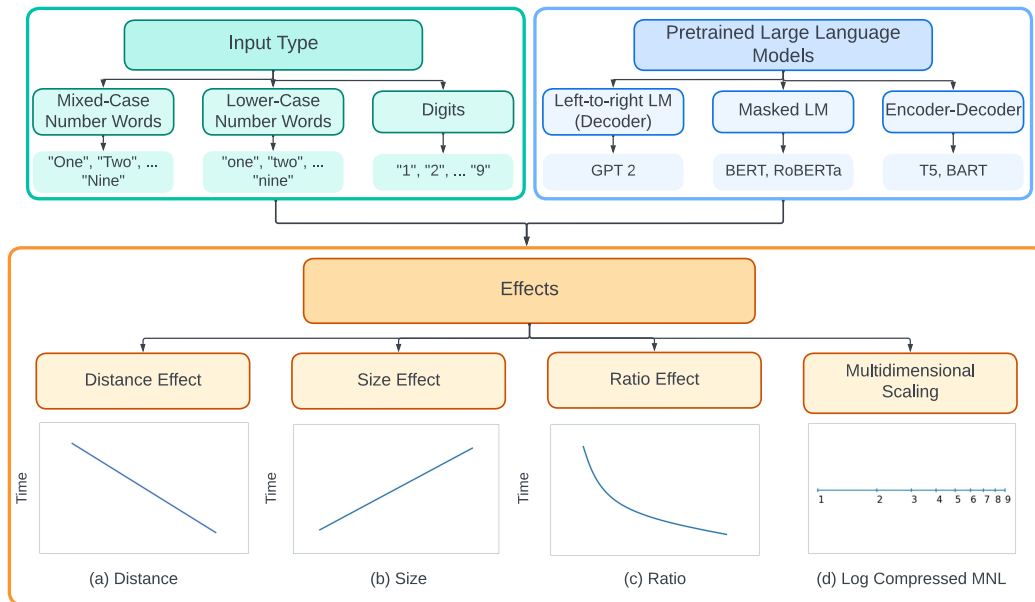 Input Type
Mixed-Case
Number Words
Lower-Case
Number Words
Digits
"One", "Two", ...
"Nine"
"one", "two", ...
"nine"
"1", "2", ... "9"
Pretrained Large Language
Models
Left-to-right LM
(Decoder)
Masked LM
Encoder-Decoder
GPT 2
BERT, RoBERTa
T5, BART
Effects
Distance Effect
Size Effect
Ratio Effect
Multidimensional
Scaling
Time
Time
Time
1 2 3 4 5 6 7 8 9
(a) Distance
(b) Size
(c) Ratio
(d) Log Compressed MNL